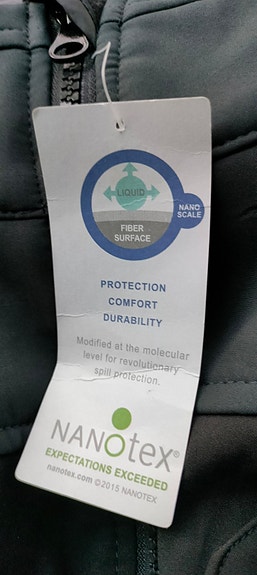 LIQUID
NANO
SCALE
FIBER
SURFACE
PROTECTION
COMFORT
DURABILITY
Modified at the molecular
level for revolutionary
spill protection.
NANOtex®
EXPECTATIONS EXCEEDED
nanotex.com ©2015 NANOTEX